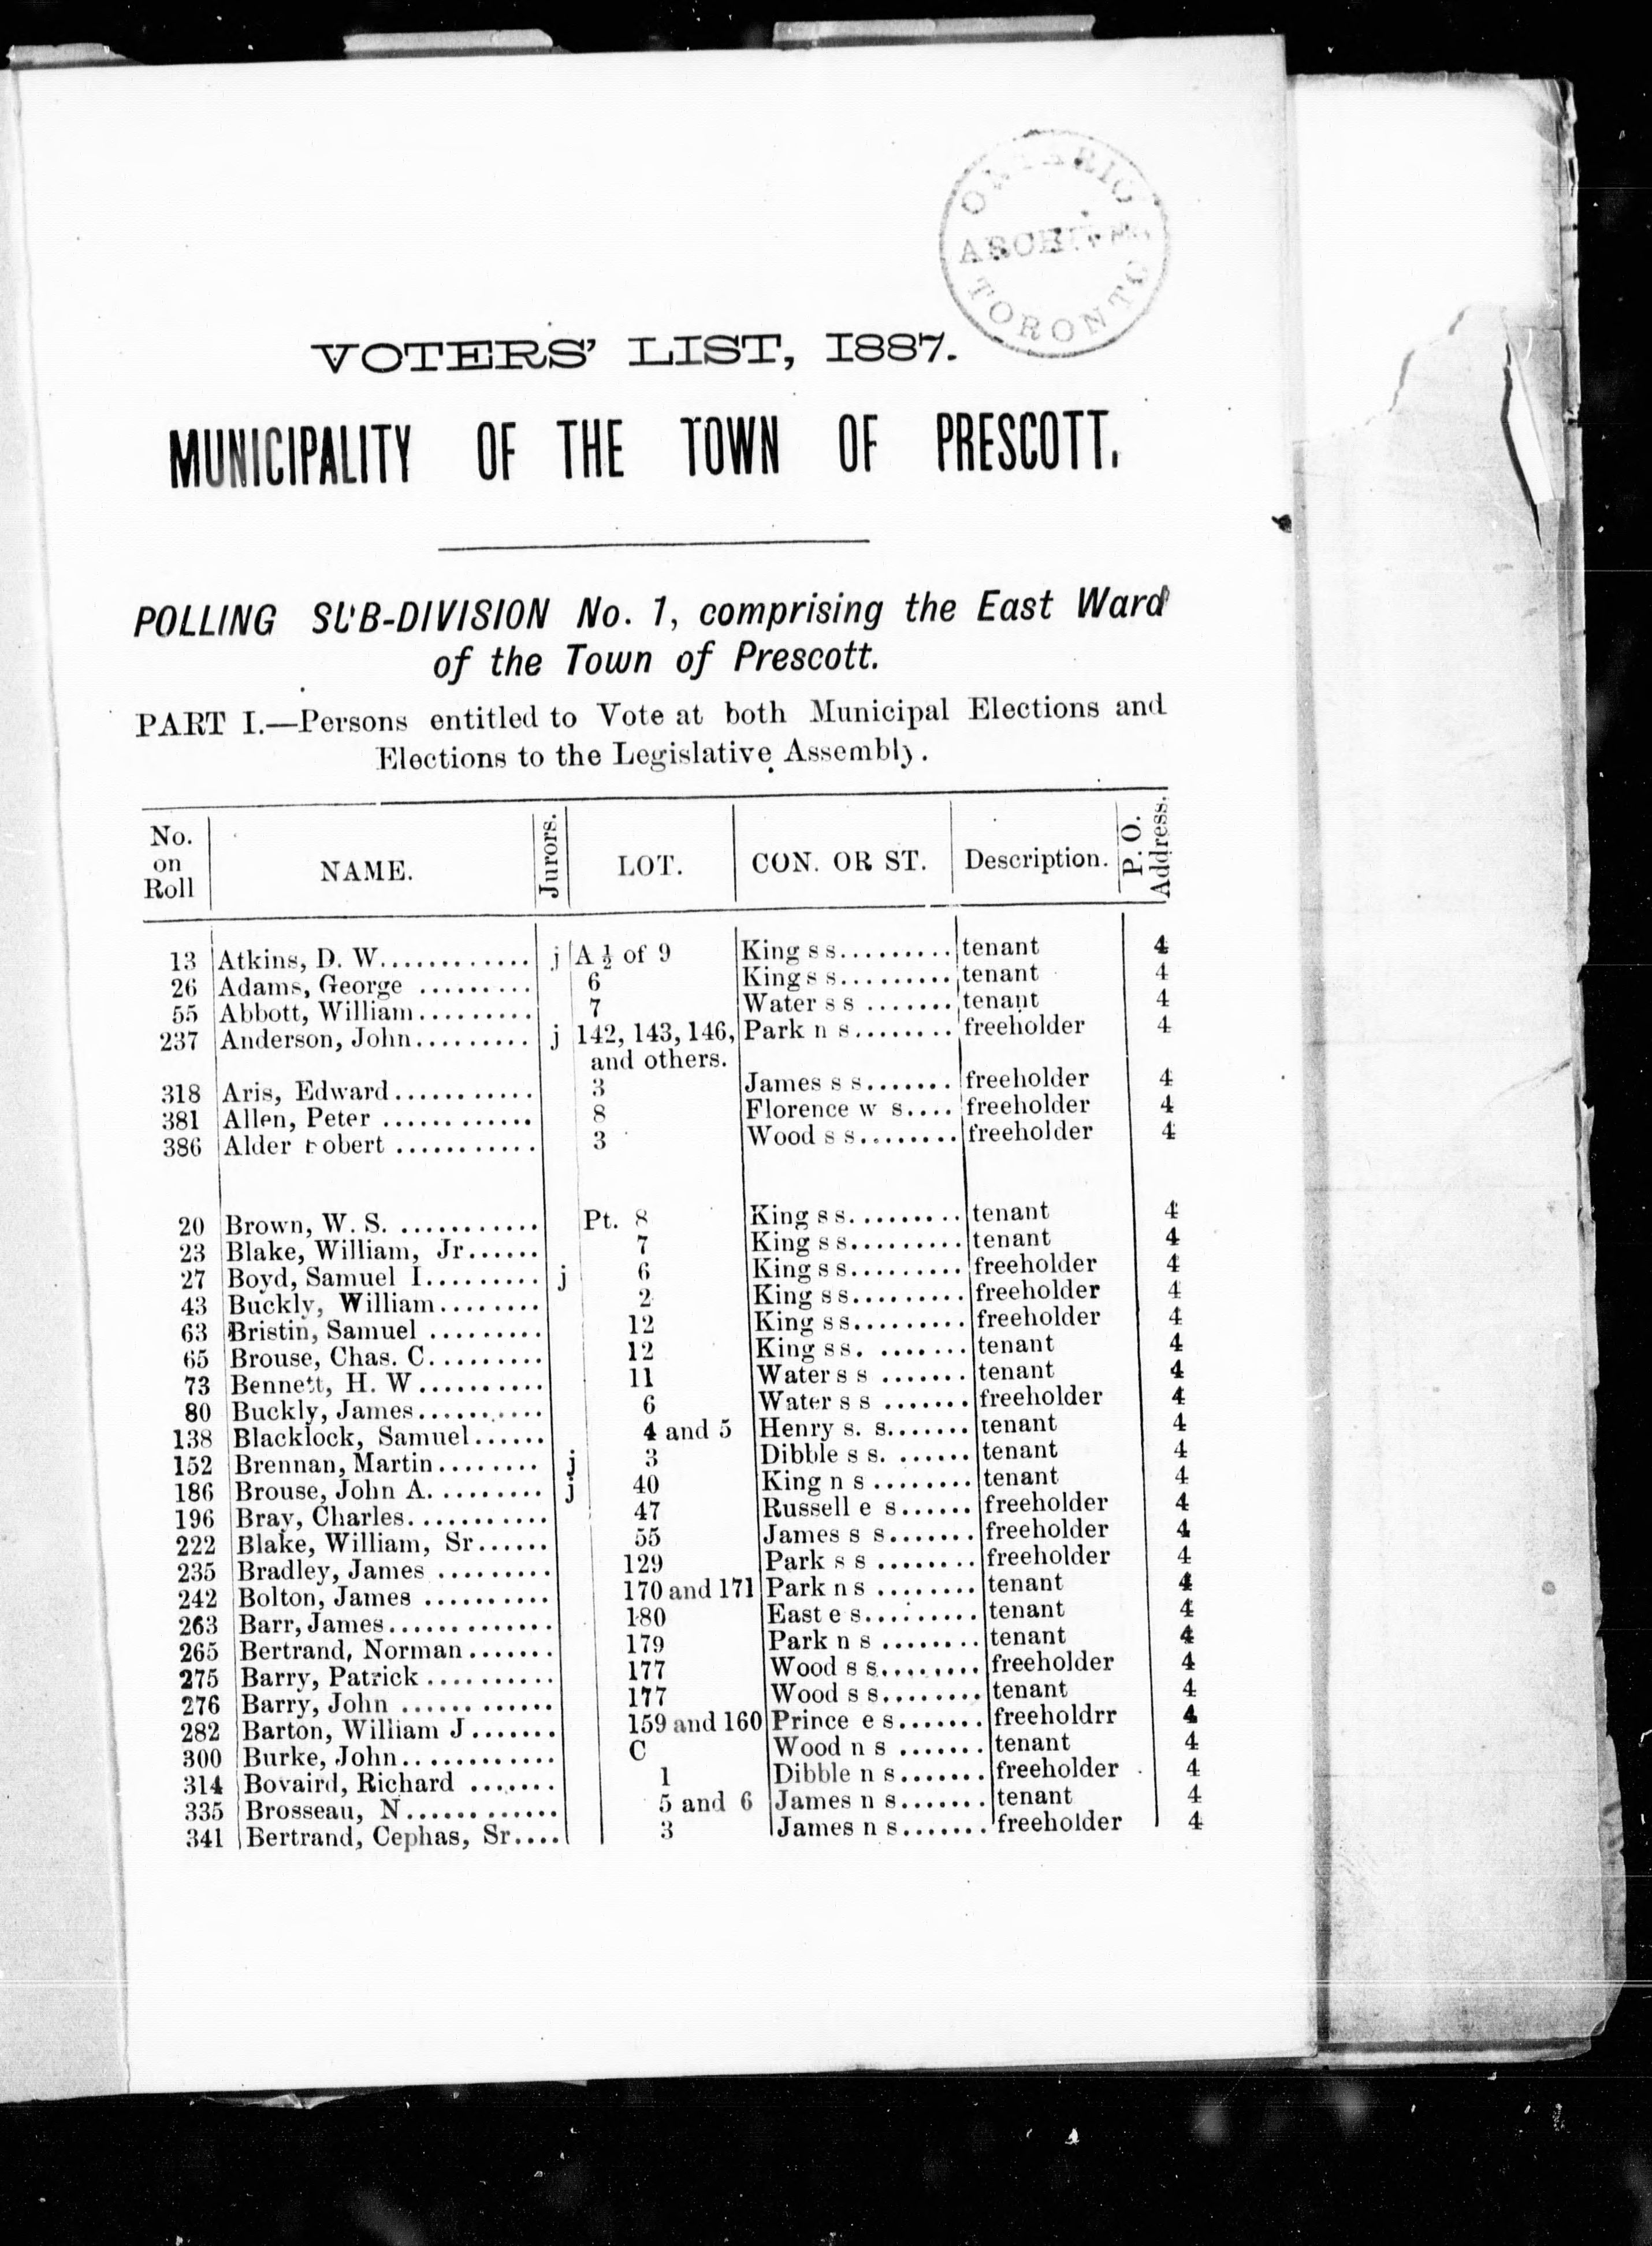 ONTARIO
ARCHIVES
TORONTO
VOTERS' LIST, 1887.
MUNICIPALITY OF THE TOWN OF PRESCOTT.
POLLING SUB-DIVISION No. 1, comprising the East Ward
of the Town of Prescott.
PART I.—Persons entitled to Vote at both Municipal Elections and
Elections to the Legislative Assembly.
No. on Roll | NAME. | Jurors. | LOT. | CON. OR ST. | Description. | P. O. Address.
13 Atkins, D. W............ j A ½ of 9 King s s......... tenant 4
26 Adams, George ......... 6 King s s......... tenant 4
55 Abbott, William......... 7 Water s s ....... tenant 4
237 Anderson, John......... j 142, 143, 146, Park n s........ freeholder 4
and others.
318 Aris, Edward........... 3 James s s....... freeholder 4
381 Allen, Peter ............ 8 Florence w s.... freeholder 4
386 Alder robert ........... 3 Wood s s........ freeholder 4
20 Brown, W. S. ........... Pt. 8 King s s......... tenant 4
23 Blake, William, Jr...... 7 King s s......... tenant 4
27 Boyd, Samuel I......... j 6 King s s......... freeholder 4
43 Buckly, William........ 2 King s s......... freeholder 4
63 Bristin, Samuel ......... 12 King s s......... freeholder 4
65 Brouse, Chas. C......... 12 King s s. ....... tenant 4
73 Bennett, H. W.......... 11 Water s s ....... tenant 4
80 Buckly, James.......... 6 Water s s ....... freeholder 4
138 Blacklock, Samuel...... 4 and 5 Henry s. s....... tenant 4
152 Brennan, Martin........ j 3 Dibble s s. ...... tenant 4
186 Brouse, John A. ........ j 40 King n s ........ tenant 4
196 Bray, Charles........... 47 Russell e s...... freeholder 4
222 Blake, William, Sr...... 55 James s s....... freeholder 4
235 Bradley, James ......... 129 Park s s ........ freeholder 4
242 Bolton, James .......... 170 and 171 Park n s ........ tenant 4
263 Barr, James............. 180 East e s......... tenant 4
265 Bertrand, Norman....... 179 Park n s ........ tenant 4
275 Barry, Patrick .......... 177 Wood s s........ freeholder 4
276 Barry, John ............ 177 Wood s s........ tenant 4
282 Barton, William J....... 159 and 160 Prince e s....... freeholdrr 4
300 Burke, John............ C Wood n s ....... tenant 4
314 Bovaird, Richard ....... 1 Dibble n s....... freeholder 4
335 Brosseau, N............ 5 and 6 James n s....... tenant 4
341 Bertrand, Cephas, Sr.... 3 James n s....... freeholder 4